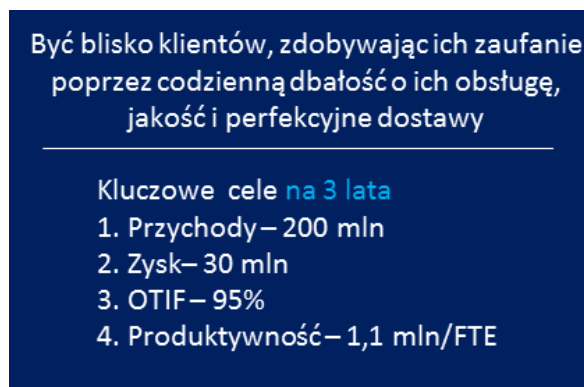 Być blisko klientów, zdobywając ich zaufanie
poprzez codzienną dbałość o ich obsługę,
jakość i perfekcyjne dostawy
Kluczowe cele na 3 lata
1. Przychody – 200 mln
2. Zysk – 30 mln
3. OTIF – 95%
4. Produktywność – 1,1 mln/FTE